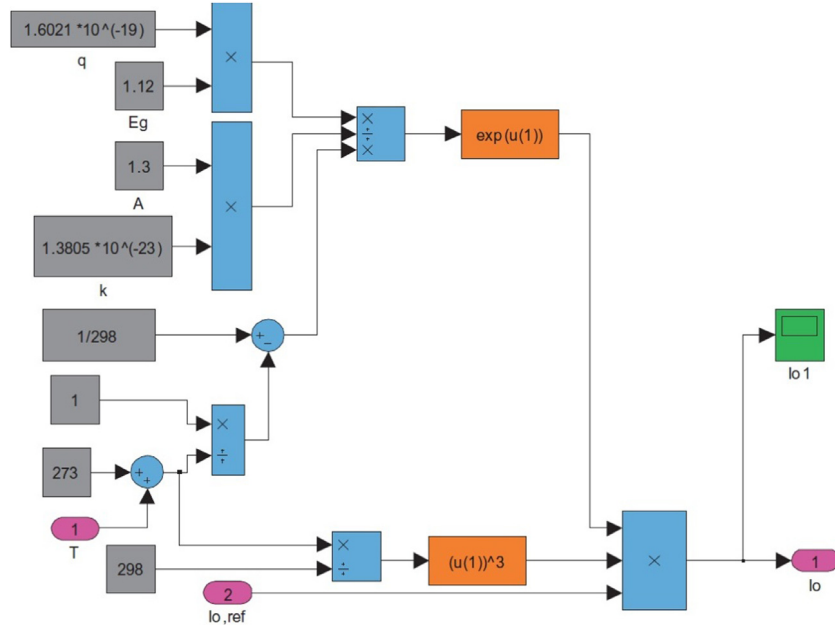 1.6021 *10^(-19)
q
1.12
Eg
×
1.3
A
×
1.3805 *10^(-23)
k
×
÷
×
exp(u(1))
1/298
+
−
Io 1
1
×
÷
273
+
+
1
T
298
×
÷
(u(1))^3
×
1
Io
2
Io,ref